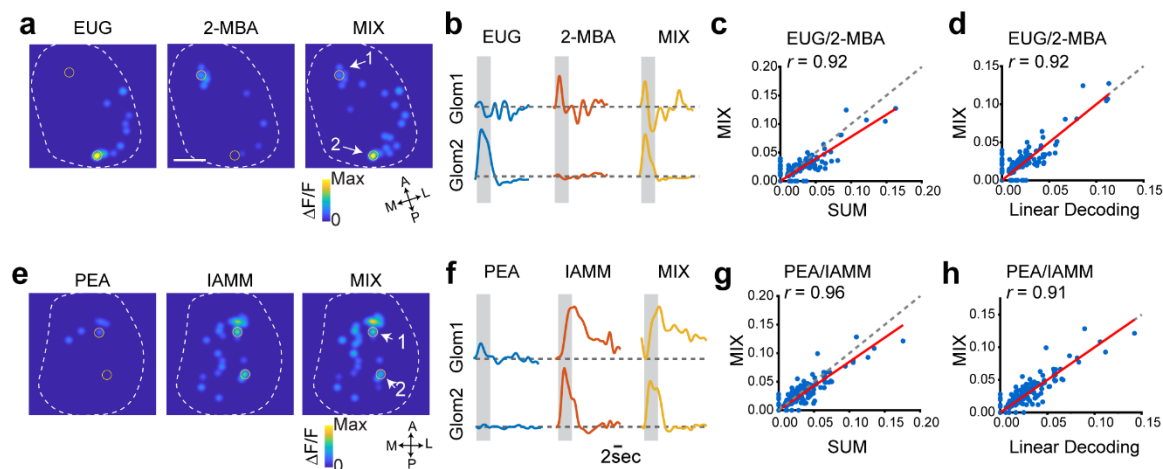 a
EUG 2-MBA MIX
1
2
ΔF/F
Max
0
A
M L
P
b
EUG 2-MBA MIX
Glom1
Glom2
c
EUG/2-MBA
r = 0.92
MIX
0.20
0.15
0.10
0.05
0.00
0.00 0.05 0.10 0.15 0.20
SUM
d
EUG/2-MBA
r = 0.92
MIX
0.15
0.10
0.05
0.00
0.00 0.05 0.10 0.15
Linear Decoding
e
PEA IAMM MIX
1
2
ΔF/F
Max
0
A
M L
P
f
PEA IAMM MIX
Glom1
Glom2
2sec
g
PEA/IAMM
r = 0.96
MIX
0.20
0.15
0.10
0.05
0.00
0.00 0.05 0.10 0.15 0.20
SUM
h
PEA/IAMM
r = 0.91
MIX
0.20
0.15
0.10
0.05
0.00
0.00 0.05 0.10 0.15
Linear Decoding